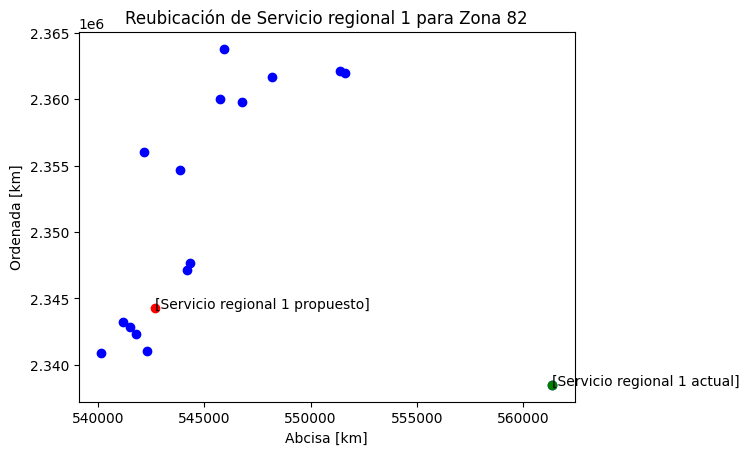 Reubicación de Servicio regional 1 para Zona 82
1e6
2.365
2.360
2.355
2.350
2.345
2.340
Ordenada [km]
[Servicio regional 1 propuesto]
[Servicio regional 1 actual]
540000 545000 550000 555000 560000
Abcisa [km]